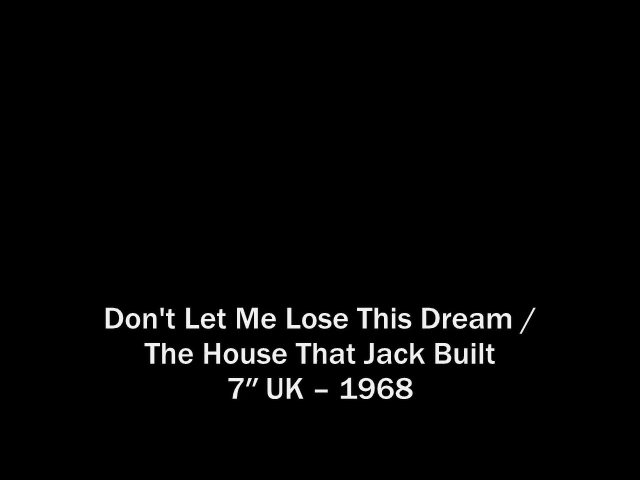 Don't Let Me Lose This Dream /
The House That Jack Built
7” UK – 1968